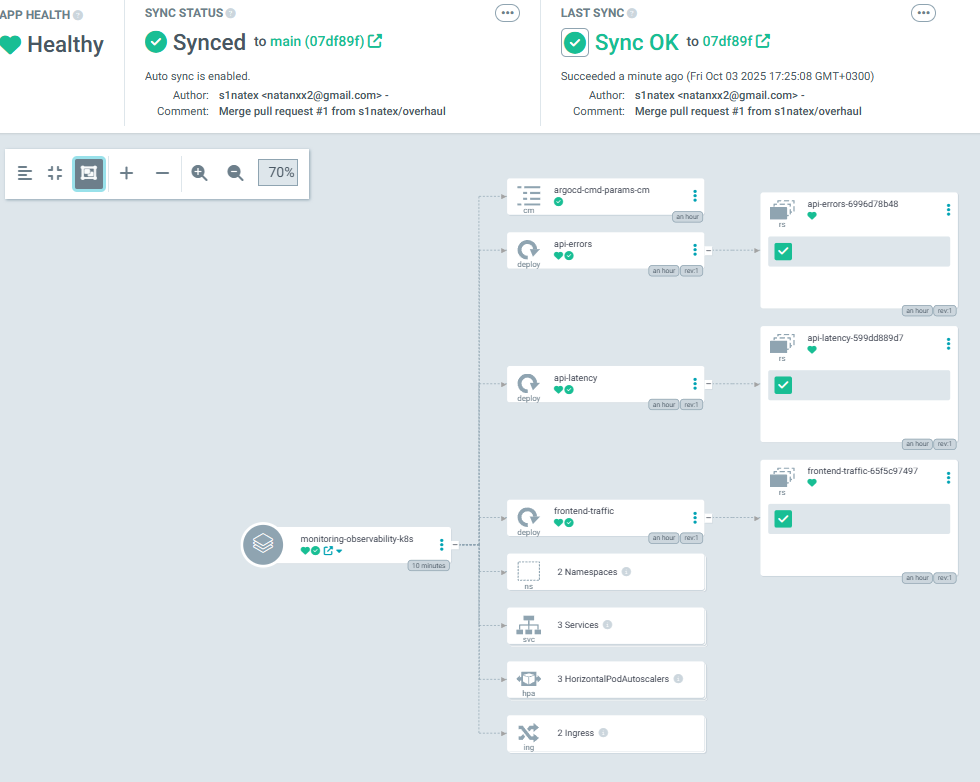 APP HEALTH
Healthy
SYNC STATUS
Synced to main (07df89f)
Auto sync is enabled.
Author: s1natex <natanxx2@gmail.com> -
Comment: Merge pull request #1 from s1natex/overhaul
LAST SYNC
Sync OK to 07df89f
Succeeded a minute ago (Fri Oct 03 2025 17:25:08 GMT+0300)
Author: s1natex <natanxx2@gmail.com> -
Comment: Merge pull request #1 from s1natex/overhaul
70%
monitoring-observability-k8s
10 minutes
argocd-cmd-params-cm
cm
an hour
api-errors
deploy
an hour rev:1
api-errors-6996d78b48
rs
an hour rev:1
api-latency
deploy
an hour rev:1
api-latency-599dd889d7
rs
an hour rev:1
frontend-traffic
deploy
an hour rev:1
frontend-traffic-65f5c97497
rs
an hour rev:1
2 Namespaces
ns
3 Services
svc
3 HorizontalPodAutoscalers
hpa
2 Ingress
ing